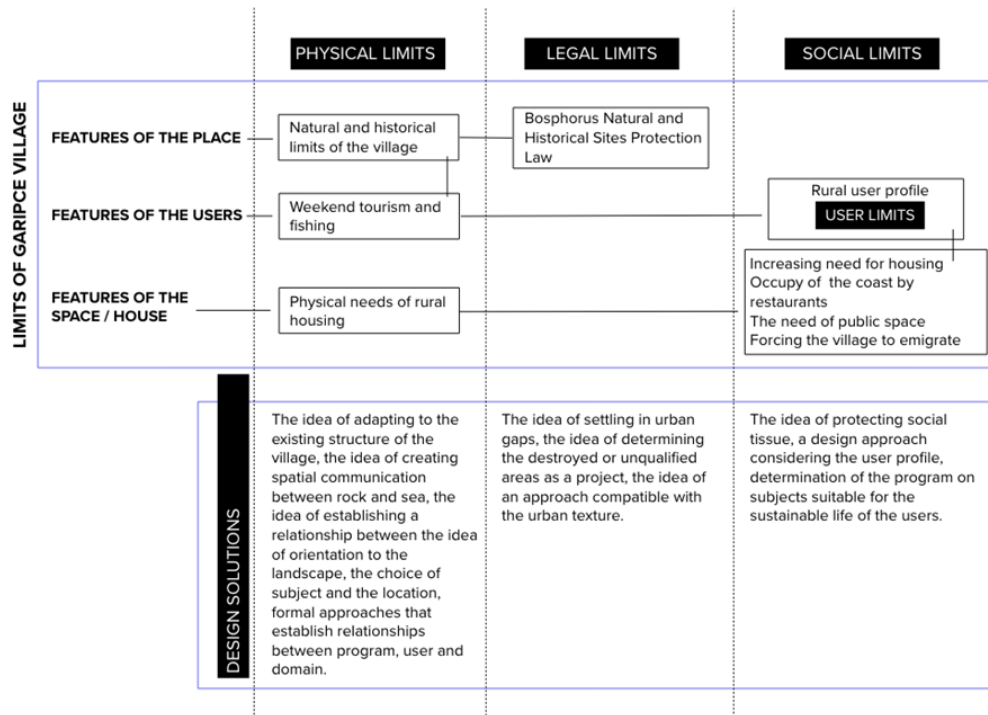 PHYSICAL LIMITS
LEGAL LIMITS
SOCIAL LIMITS
LIMITS OF GARIPCE VILLAGE
FEATURES OF THE PLACE
Natural and historical
limits of the village
Bosphorus Natural and
Historical Sites Protection
Law
FEATURES OF THE USERS
Weekend tourism and
fishing
Rural user profile
USER LIMITS
FEATURES OF THE
SPACE / HOUSE
Physical needs of rural
housing
Increasing need for housing
Occupy of the coast by
restaurants
The need of public space
Forcing the village to emigrate
DESIGN SOLUTIONS
The idea of adapting to the
existing structure of the
village, the idea of creating
spatial communication
between rock and sea, the
idea of establishing a
relationship between the idea
of orientation to the
landscape, the choice of
subject and the location,
formal approaches that
establish relationships
between program, user and
domain.
The idea of settling in urban
gaps, the idea of determining
the destroyed or unqualified
areas as a project, the idea of
an approach compatible with
the urban texture.
The idea of protecting social
tissue, a design approach
considering the user profile,
determination of the program on
subjects suitable for the
sustainable life of the users.